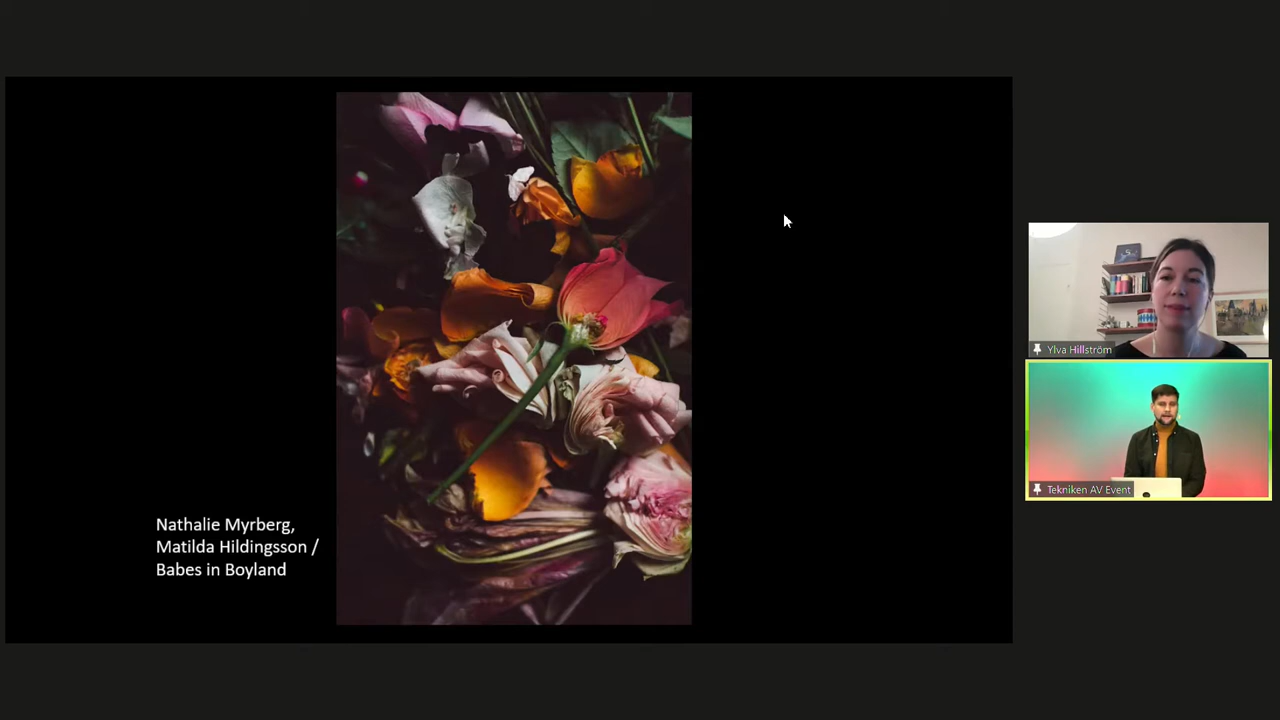 Nathalie Myrberg,
Matilda Hildingsson /
Babes in Boyland
Ylva Hillström
Tekniken AV Event